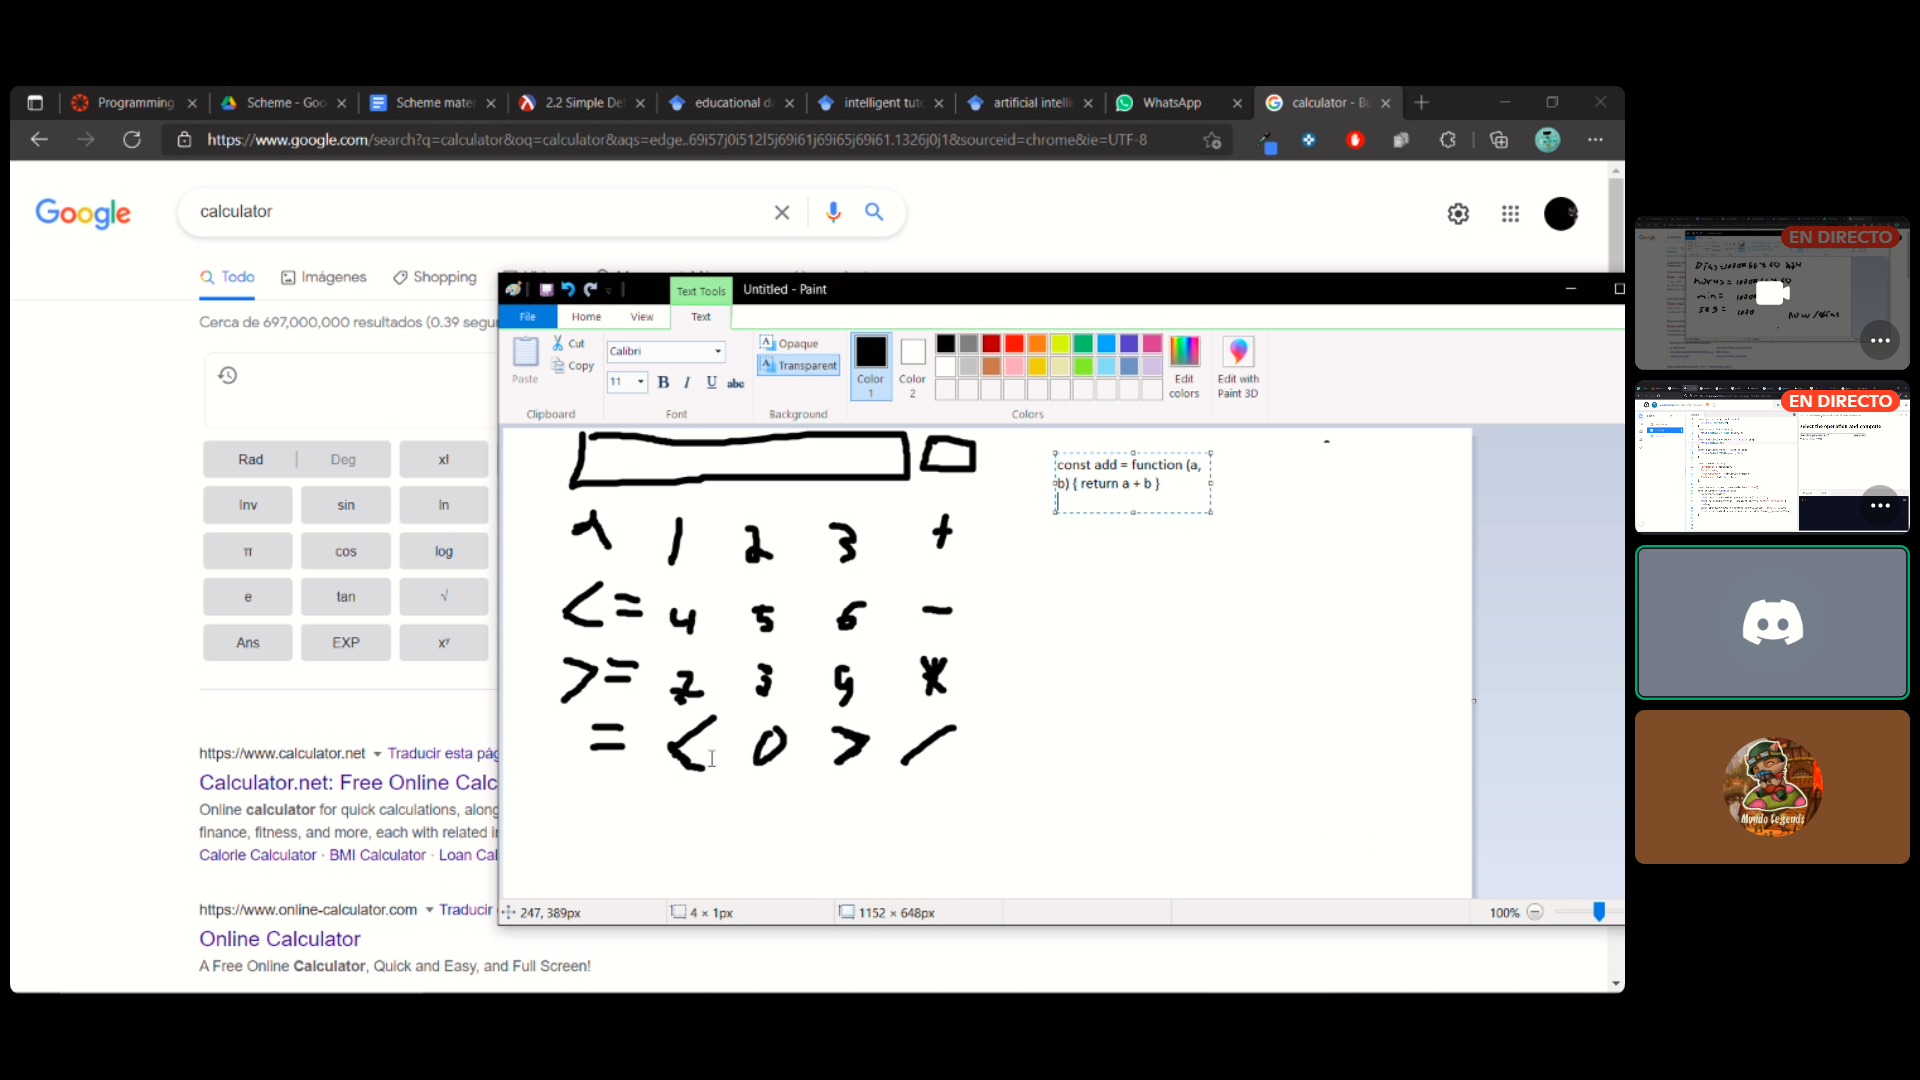 Programming
Scheme - Goo
Scheme mate
2.2 Simple De
educational d
intelligent tut
artificial intelli
WhatsApp
calculator - B
https://www.google.com/search?q=calculator&oq=calculator&aqs=edge..69i57j0i512l5j69i61j69i65j69i61.1326j0j1&sourceid=chrome&ie=UTF-8
Google
calculator
Todo
Imágenes
Shopping
Cerca de 697,000,000 resultados (0.39 segu
Rad
Deg
x!
Inv
sin
ln
π
cos
log
e
tan
√
Ans
EXP
xʸ
https://www.calculator.net
Traducir esta pág
Calculator.net: Free Online Calc
Online calculator for quick calculations, along
finance, fitness, and more, each with related i
Calorie Calculator · BMI Calculator · Loan Cal
https://www.online-calculator.com
Traducir
Online Calculator
A Free Online Calculator, Quick and Easy, and Full Screen!
Text Tools
Untitled - Paint
File
Home
View
Text
Paste
Cut
Copy
Clipboard
Calibri
11
B I U abc
Font
Opaque
Transparent
Background
Color 1
Color 2
Edit colors
Edit with Paint 3D
Colors
const add = function (a,
b) { return a + b }
^ 1 2 3 +
<= 4 5 6 -
>= 7 3 9 *
= < 0 > /
247, 389px
4 × 1px
1152 × 648px
100%
EN DIRECTO
EN DIRECTO
Select the operation and compute
Mundo Legends